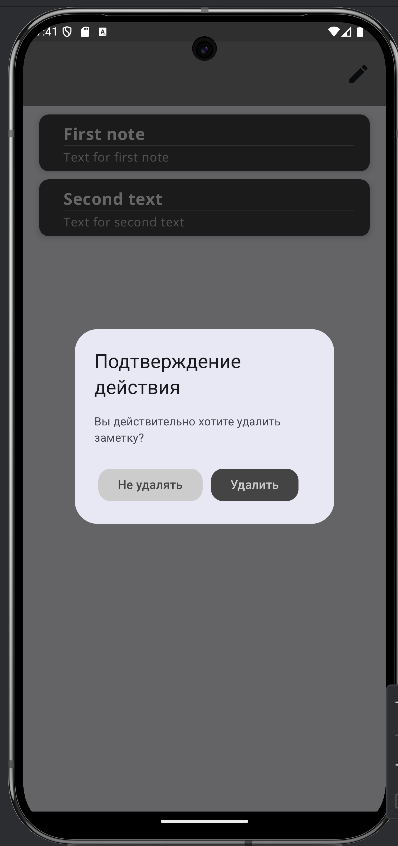 :41
First note
Text for first note
Second text
Text for second text
Подтверждение
действия
Вы действительно хотите удалить
заметку?
Не удалять Удалить